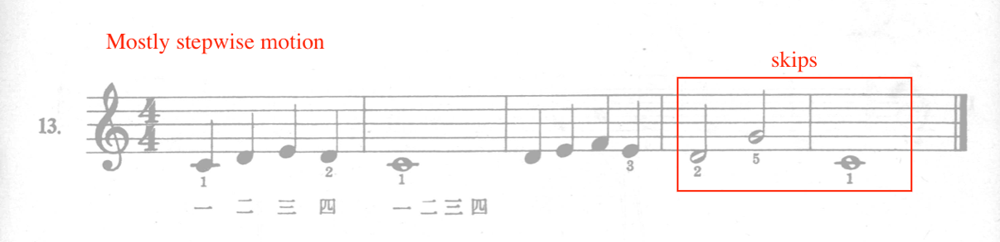 Mostly stepwise motion
skips
13.
4
4
1 2 1 3 2 5 1
一 二 三 四 一 二 三 四